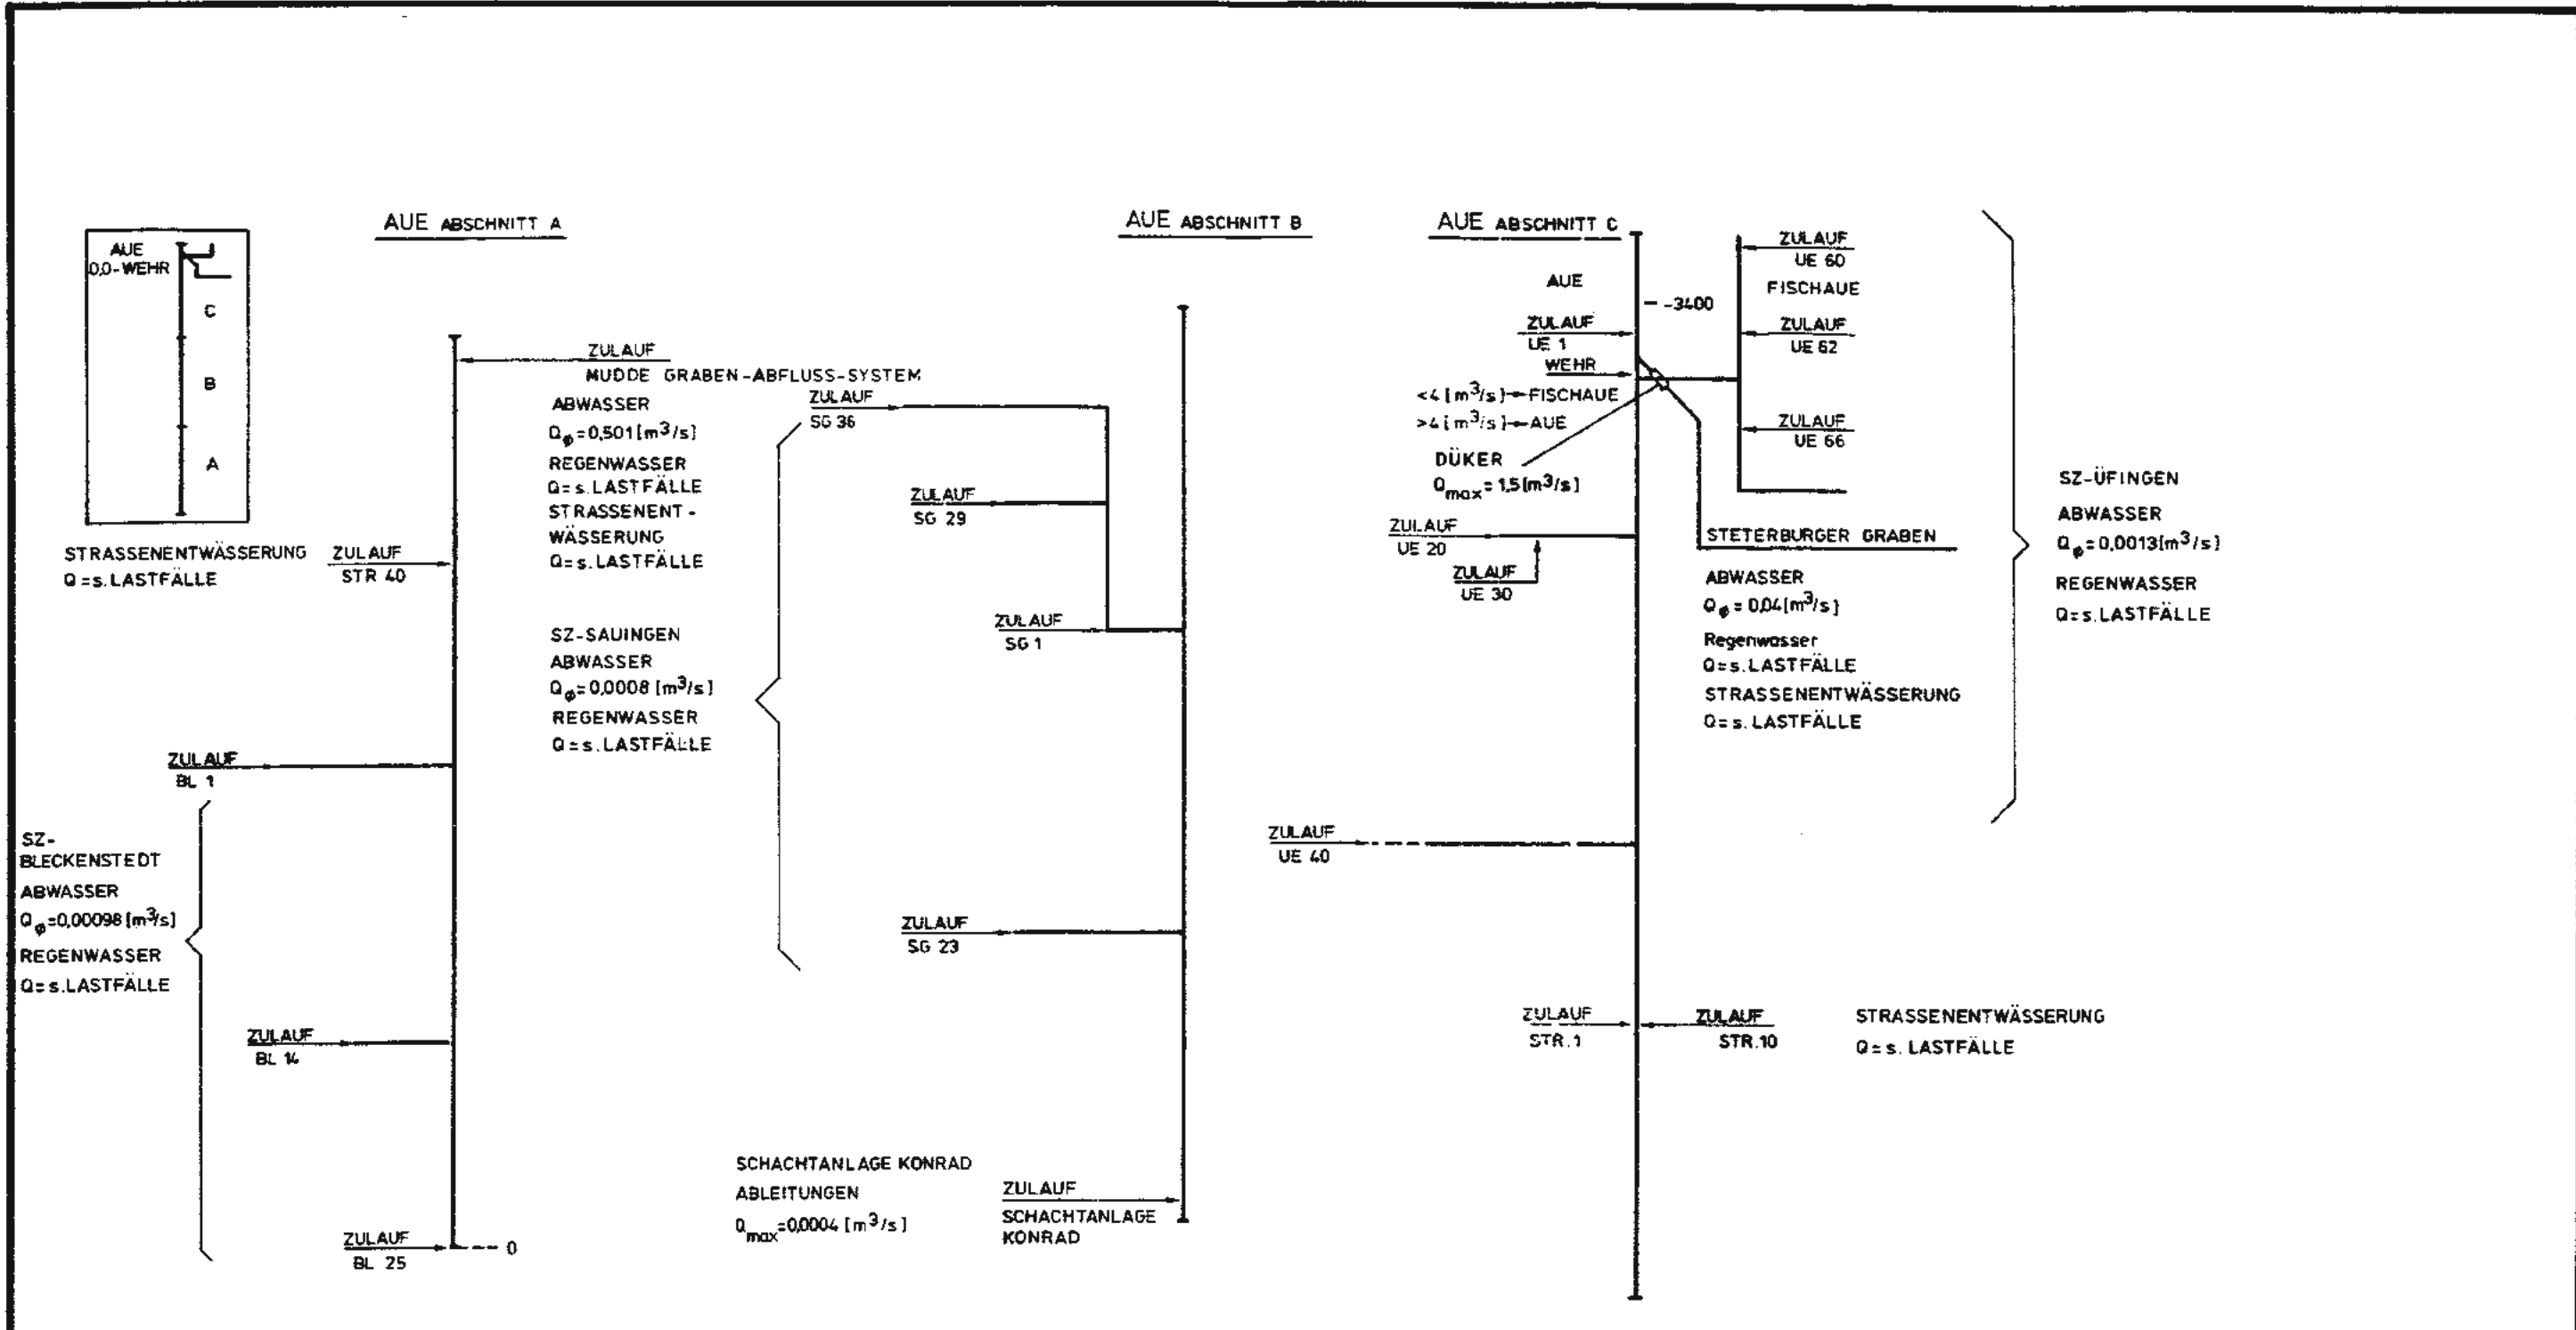 AUE ABSCHNITT A
AUE
0,0-WEHR
C
B
A
STRASSENENTWÄSSERUNG
Q=s.LASTFÄLLE
ZULAUF
STR 40
ZULAUF
MUDDE GRABEN-ABFLUSS-SYSTEM
ABWASSER
Qø=0,501[m³/s]
REGENWASSER
Q=s.LASTFÄLLE
STRASSENENT-
WÄSSERUNG
Q=s.LASTFÄLLE
ZULAUF
BL 1
SZ-
BLECKENSTEDT
ABWASSER
Qø=0,00098[m³/s]
REGENWASSER
Q=s.LASTFÄLLE
ZULAUF
BL 14
ZULAUF
BL 25
0
AUE ABSCHNITT B
ZULAUF
SG 36
ZULAUF
SG 29
ZULAUF
SG 1
SZ-SAUINGEN
ABWASSER
Qø=0,0008 [m³/s]
REGENWASSER
Q=s.LASTFÄLLE
ZULAUF
SG 23
SCHACHTANLAGE KONRAD
ABLEITUNGEN
Qmax=0,0004 [m³/s]
ZULAUF
SCHACHTANLAGE
KONRAD
AUE ABSCHNITT C
AUE
-3400
ZULAUF
UE 1
WEHR
<4 [m³/s]→FISCHAUE
>4[m³/s]→AUE
DÜKER
Qmax=1,5[m³/s]
ZULAUF
UE 60
FISCHAUE
ZULAUF
UE 62
ZULAUF
UE 66
ZULAUF
UE 20
ZULAUF
UE 30
STETERBURGER GRABEN
ABWASSER
Qø=0,04[m³/s]
Regenwasser
Q=s.LASTFÄLLE
STRASSENENTWÄSSERUNG
Q=s.LASTFÄLLE
SZ-ÜFINGEN
ABWASSER
Qø=0,0013[m³/s]
REGENWASSER
Q=s.LASTFÄLLE
ZULAUF
UE 40
ZULAUF
STR.1
ZULAUF
STR.10
STRASSENENTWÄSSERUNG
Q=s. LASTFÄLLE